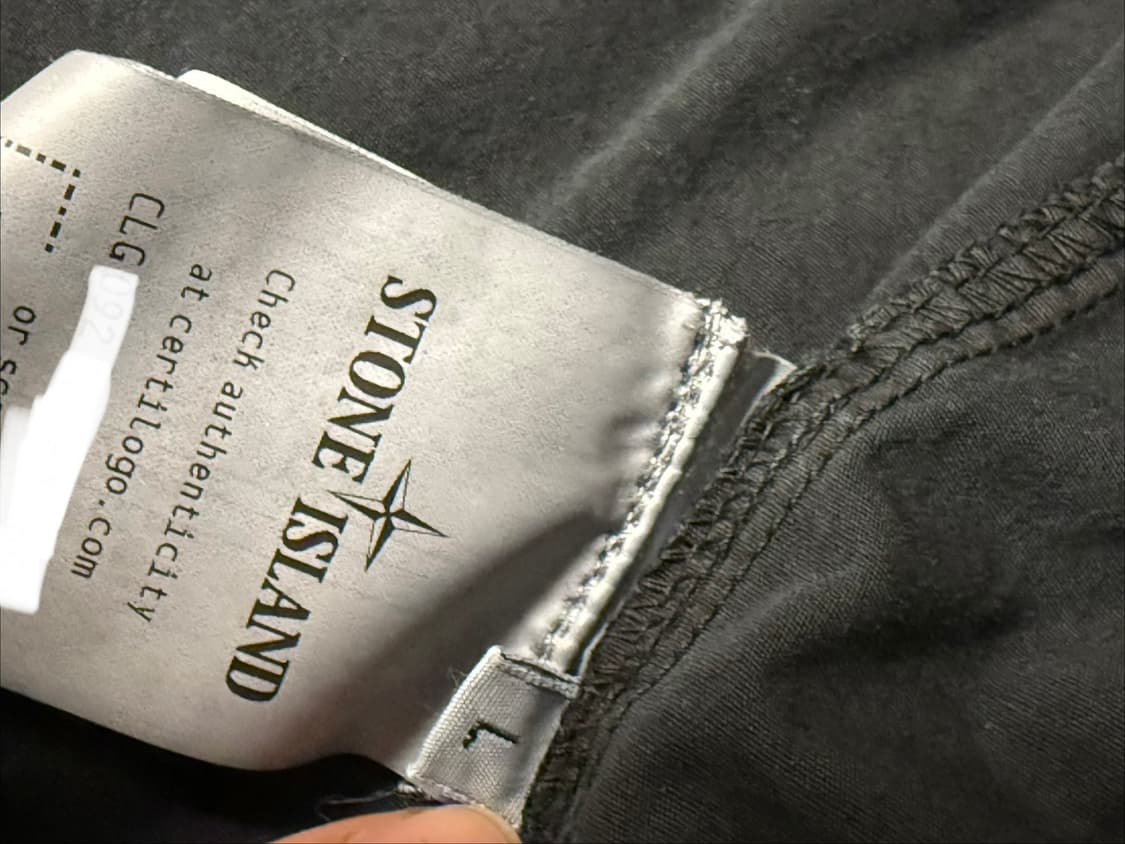 STONE ISLAND
Check authenticity
at certilogo.com
CLG
or
L